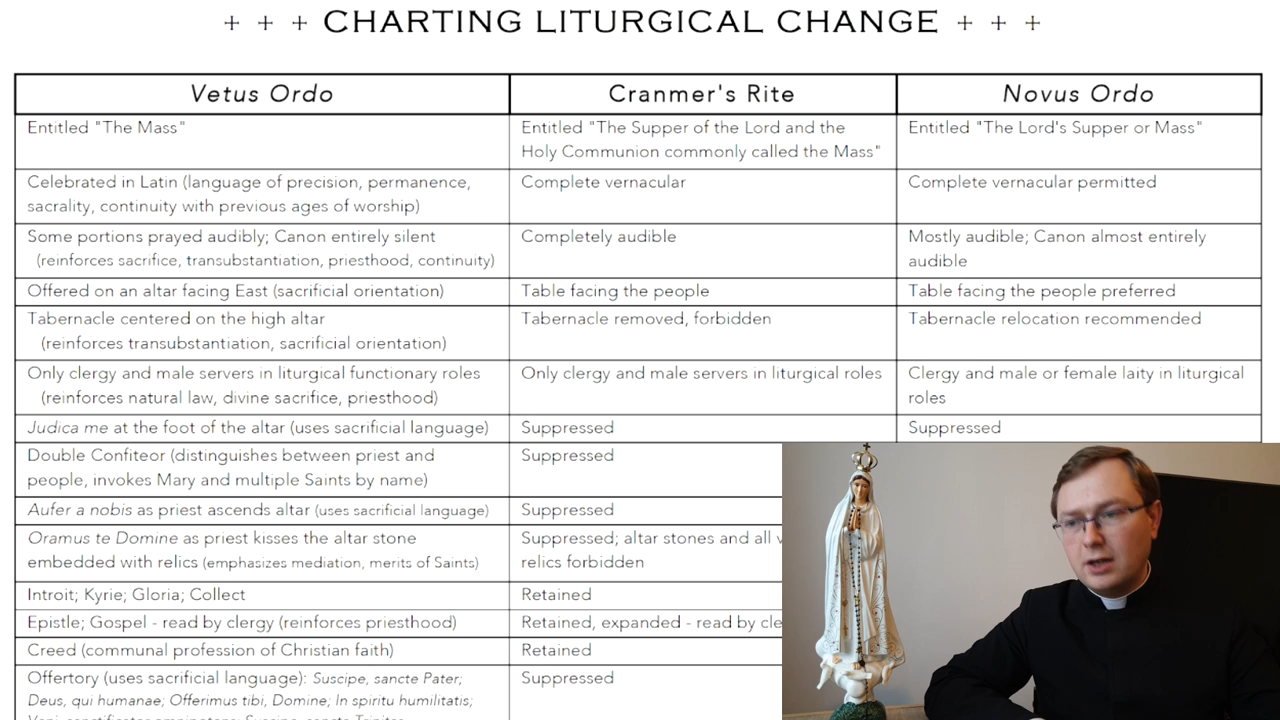 + + + CHARTING LITURGICAL CHANGE + + +
Vetus Ordo
Cranmer's Rite
Novus Ordo
Entitled "The Mass"
Entitled "The Supper of the Lord and the
Holy Communion commonly called the Mass"
Entitled "The Lord's Supper or Mass"
Celebrated in Latin (language of precision, permanence,
sacrality, continuity with previous ages of worship)
Complete vernacular
Complete vernacular permitted
Some portions prayed audibly; Canon entirely silent
(reinforces sacrifice, transubstantiation, priesthood, continuity)
Completely audible
Mostly audible; Canon almost entirely
audible
Offered on an altar facing East (sacrificial orientation)
Table facing the people
Table facing the people preferred
Tabernacle centered on the high altar
(reinforces transubstantiation, sacrificial orientation)
Tabernacle removed, forbidden
Tabernacle relocation recommended
Only clergy and male servers in liturgical functionary roles
(reinforces natural law, divine sacrifice, priesthood)
Only clergy and male servers in liturgical roles
Clergy and male or female laity in liturgical
roles
Judica me at the foot of the altar (uses sacrificial language)
Suppressed
Suppressed
Double Confiteor (distinguishes between priest and
people, invokes Mary and multiple Saints by name)
Suppressed
Aufer a nobis as priest ascends altar (uses sacrificial language)
Suppressed
Oramus te Domine as priest kisses the altar stone
embedded with relics (emphasizes mediation, merits of Saints)
Suppressed; altar stones and all
relics forbidden
Introit; Kyrie; Gloria; Collect
Retained
Epistle; Gospel - read by clergy (reinforces priesthood)
Retained, expanded - read by
Creed (communal profession of Christian faith)
Retained
Offertory (uses sacrificial language): Suscipe, sancte Pater;
Deus, qui humanae; Offerimus tibi, Domine; In spiritu humilitatis;
Suppressed